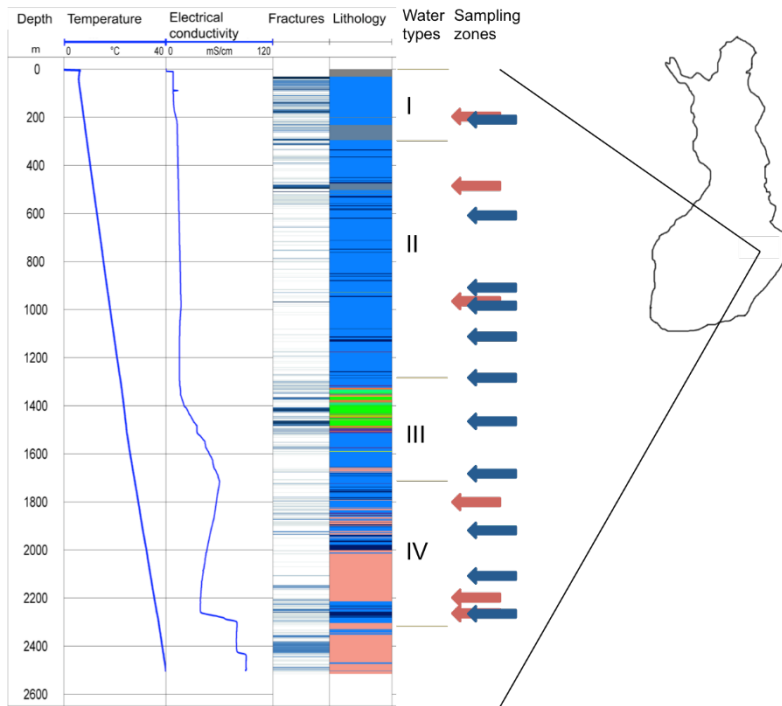 Depth Temperature Electrical conductivity Fractures Lithology Water types Sampling zones
m 0 °C 40 0 mS/cm 120
0
200
400
600
800
1000
1200
1400
1600
1800
2000
2200
2400
2600
I
II
III
IV